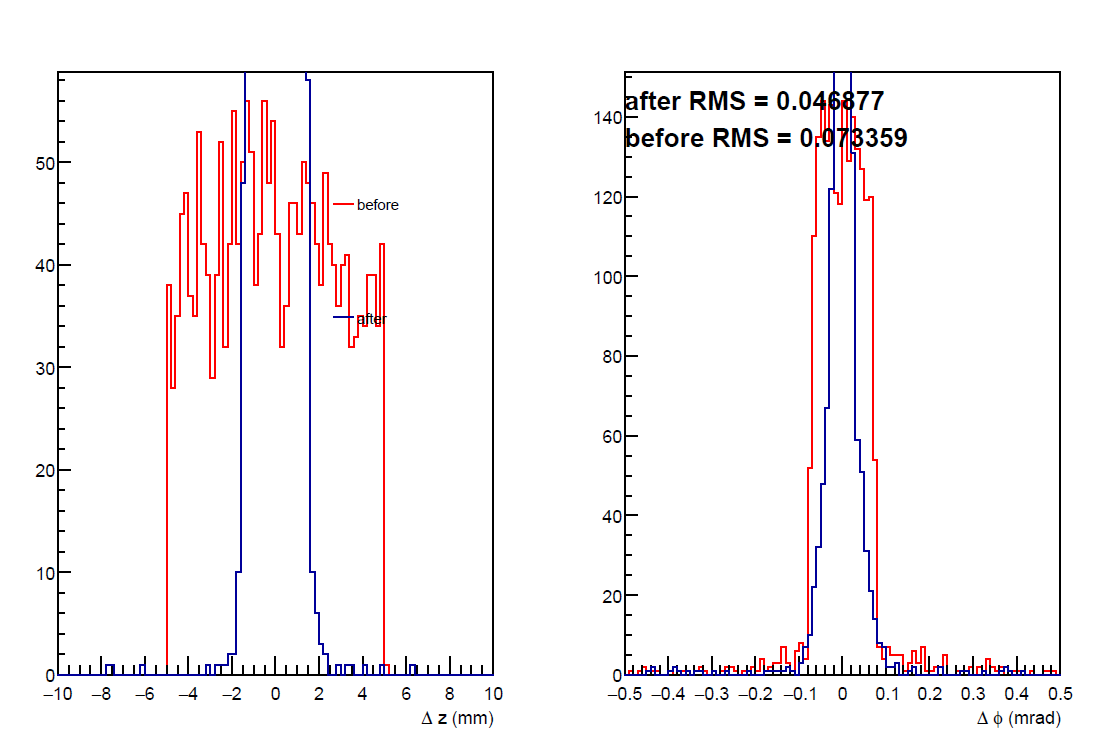 50
40
30
20
10
0
−10 −8 −6 −4 −2 0 2 4 6 8 10
Δ z (mm)
before
after
after RMS = 0.046877
before RMS = 0.073359
140
120
100
80
60
40
20
0
−0.5 −0.4 −0.3 −0.2 −0.1 0 0.1 0.2 0.3 0.4 0.5
Δ ϕ (mrad)